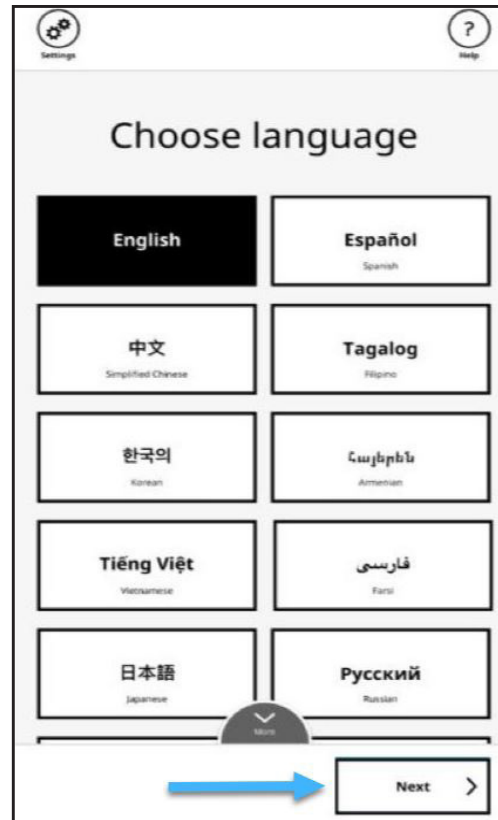 Settings
?
Help
Choose language
English
Español
Spanish
中文
Simplified Chinese
Tagalog
Filipino
한국의
Korean
Հայերեն
Armenian
Tiếng Việt
Vietnamese
فارسی
Farsi
日本語
Japanese
Русский
Russian
More
Next